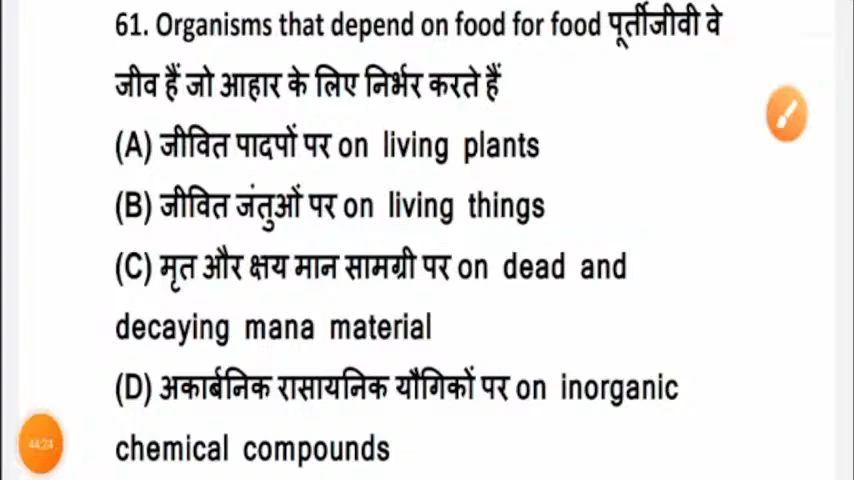 61. Organisms that depend on food for food पूर्तीजीवी वे
जीव हैं जो आहार के लिए निर्भर करते हैं
(A) जीवित पादपों पर on living plants
(B) जीवित जंतुओं पर on living things
(C) मृत और क्षय मान सामग्री पर on dead and
decaying mana material
(D) अकार्बनिक रासायनिक यौगिकों पर on inorganic
chemical compounds
44:24